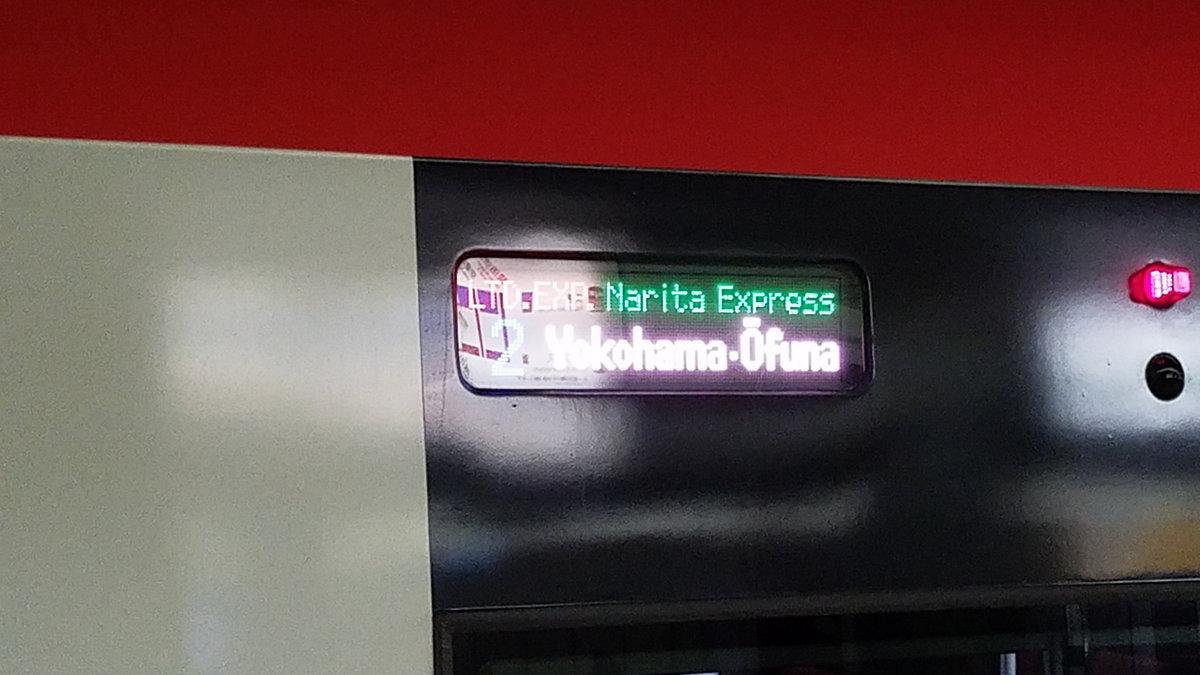 LTD.EXP. Narita Express
2 Yokohama·Ōfuna